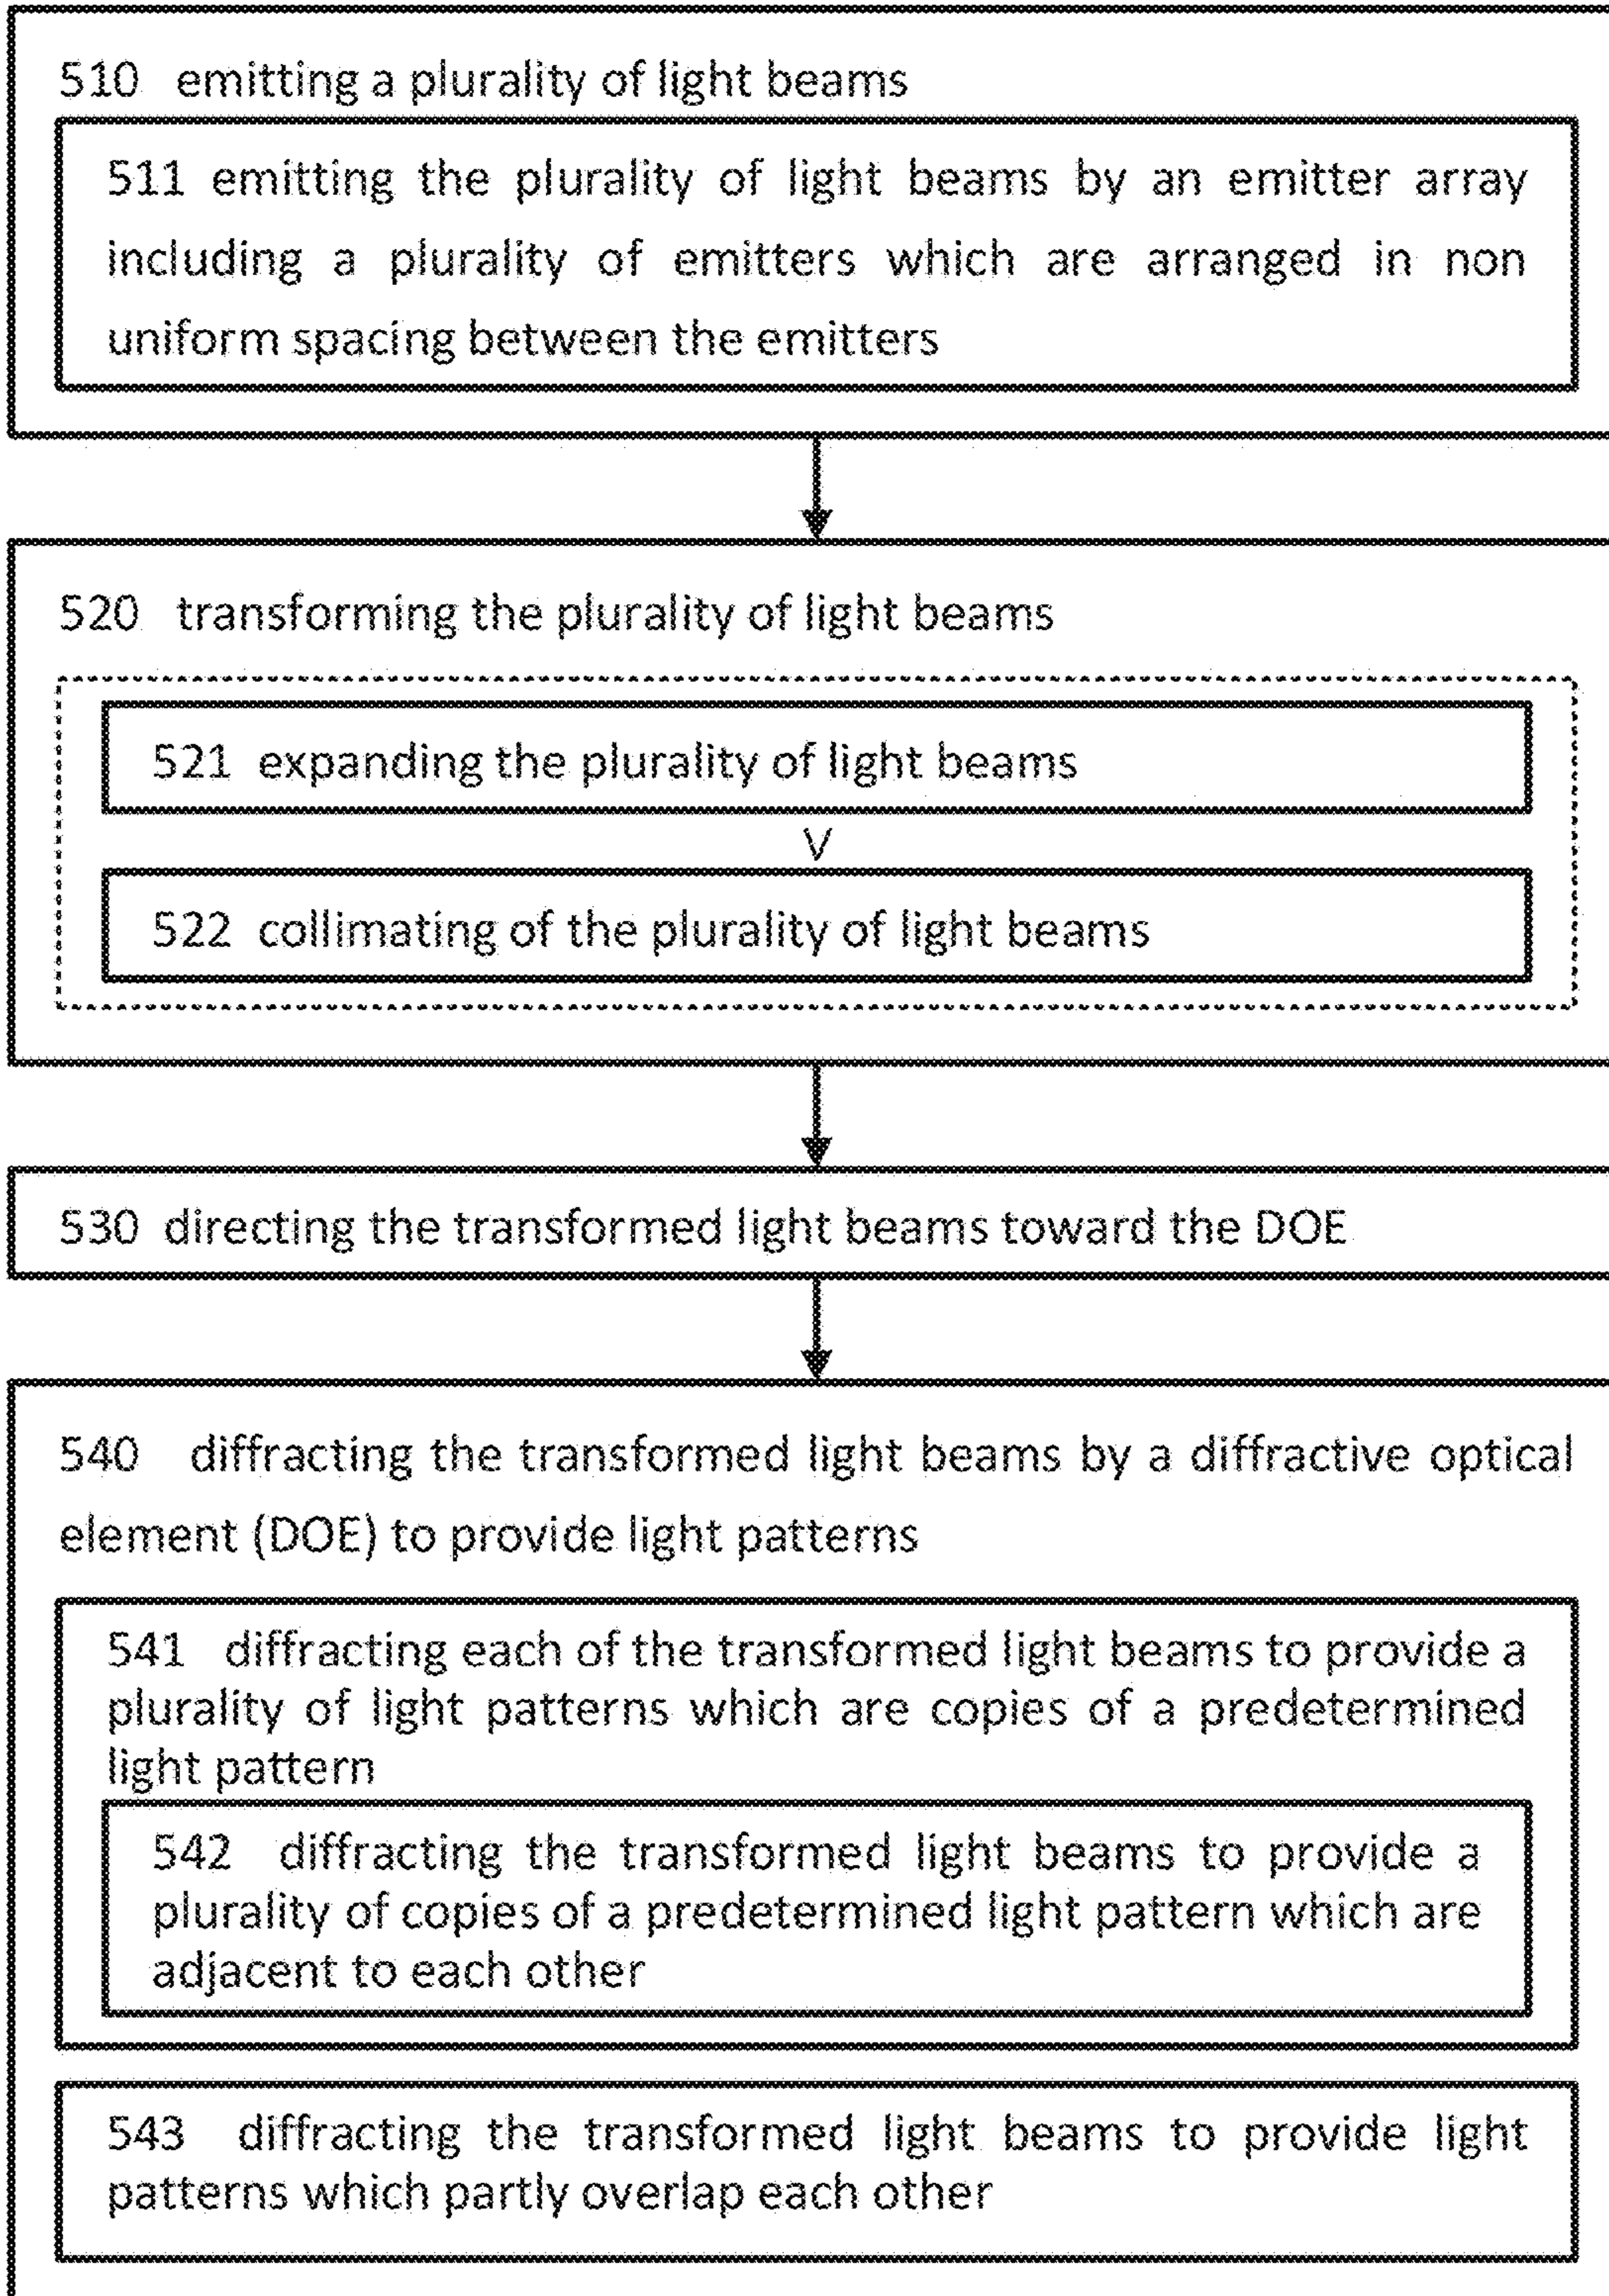 510 emitting a plurality of light beams
511 emitting the plurality of light beams by an emitter array
including a plurality of emitters which are arranged in non
uniform spacing between the emitters
520 transforming the plurality of light beams
521 expanding the plurality of light beams
V
522 collimating of the plurality of light beams
530 directing the transformed light beams toward the DOE
540 diffracting the transformed light beams by a diffractive optical
element (DOE) to provide light patterns
541 diffracting each of the transformed light beams to provide a
plurality of light patterns which are copies of a predetermined
light pattern
542 diffracting the transformed light beams to provide a
plurality of copies of a predetermined light pattern which are
adjacent to each other
543 diffracting the transformed light beams to provide light
patterns which partly overlap each other